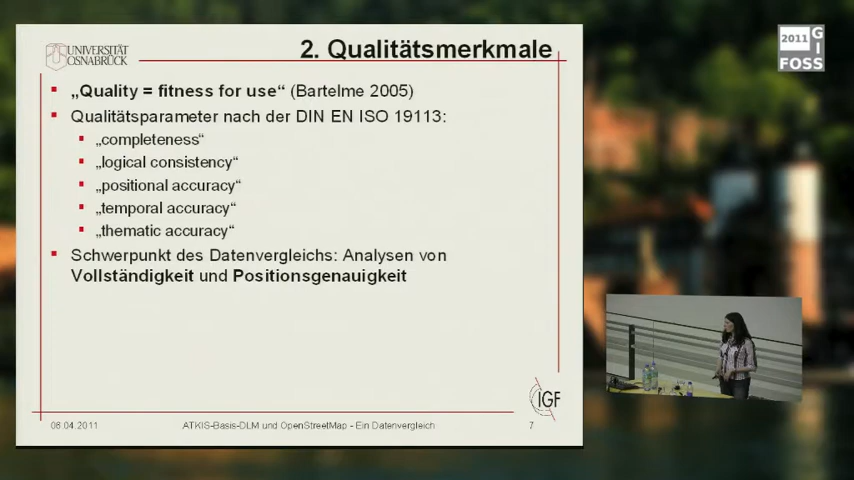 UNIVERSITÄT
OSNABRÜCK
2. Qualitätsmerkmale
„Quality = fitness for use“ (Bartelme 2005)
Qualitätsparameter nach der DIN EN ISO 19113:
„completeness“
„logical consistency“
„positional accuracy“
„temporal accuracy“
„thematic accuracy“
Schwerpunkt des Datenvergleichs: Analysen von
Vollständigkeit und Positionsgenauigkeit
IGF
06.04.2011 ATKIS-Basis-DLM und OpenStreetMap - Ein Datenvergleich 7
2011
GI
FOSS